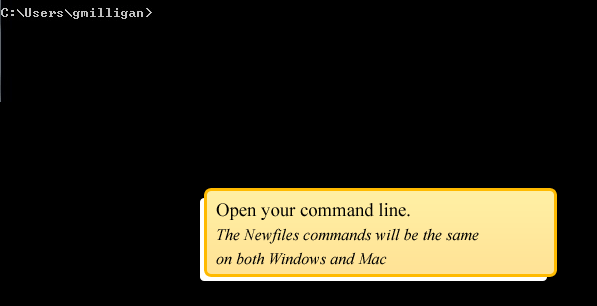 C:\Users\gmilligan>
Open your command line.
The Newfiles commands will be the same
on both Windows and Mac